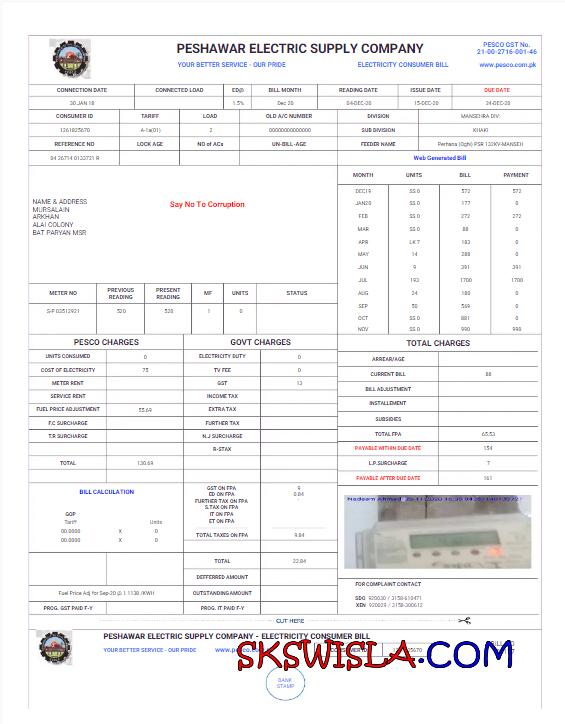 PESHAWAR ELECTRIC SUPPLY COMPANY
PESCO GST No.
21-00-2716-001-46
YOUR BETTER SERVICE - OUR PRIDE ELECTRICITY CONSUMER BILL www.pesco.com.pk
CONNECTION DATE CONNECTED LOAD ED@ BILL MONTH READING DATE ISSUE DATE DUE DATE
30 JAN 18 1.5% Dec 20 04-DEC-20 15-DEC-20 24-DEC-20
CONSUMER ID TARIFF LOAD OLD A/C NUMBER DIVISION MANSEHRA DIV:
1261825670 A-1a(01) 2 00000000000000 SUB DIVISION KHAKI
REFERENCE NO LOCK AGE NO of ACs UN-BILL-AGE FEEDER NAME Perhana (Oghi) PSR 132KV-MANSEH
04 26714 0133721 R Web Generated Bill
MONTH UNITS BILL PAYMENT
DEC19 SS 0 572 572
JAN20 SS 0 177 0
FEB SS 0 272 272
MAR SS 0 88 0
APR LK 7 183 0
MAY 14 288 0
JUN 9 391 391
JUL 193 1700 1700
AUG 24 180 0
SEP 50 569 0
OCT SS 0 881 0
NOV SS 0 990 990
NAME & ADDRESS
MURSALAIN
ARKHAN
ALAI COLONY
BAT PARYAN MSR
Say No To Corruption
METER NO PREVIOUS READING PRESENT READING MF UNITS STATUS
S-P 03512921 520 520 1 0
PESCO CHARGES
UNITS CONSUMED 0
COST OF ELECTRICITY 75
METER RENT
SERVICE RENT
FUEL PRICE ADJUSTMENT 55.69
F.C SURCHARGE
T.R SURCHARGE
TOTAL 130.69
GOVT CHARGES
ELECTRICITY DUTY 0
TV FEE 0
GST 13
INCOME TAX
EXTRA TAX
FURTHER TAX
N.J SURCHARGE
R-STAX
TOTAL CHARGES
ARREAR/AGE
CURRENT BILL 88
BILL ADJUSTMENT
INSTALLEMENT
SUBSIDIES
TOTAL FPA 65.53
PAYABLE WITHIN DUE DATE 154
L.P.SURCHARGE 7
PAYABLE AFTER DUE DATE 161
BILL CALCULATION
GOP
Tariff Units
00.0000 X 0
00.0000 X 0
GST ON FPA 9
ED ON FPA 0.84
FURTHER TAX ON FPA
S.TAX ON FPA
IT ON FPA
ET ON FPA
TOTAL TAXES ON FPA 9.84
TOTAL 22.84
DEFFERED AMOUNT
Fuel Price Adj for Sep-20 @ 1.1138 /KWH OUTSTANDING AMOUNT
PROG. GST PAID F-Y PROG. IT PAID F-Y
FOR COMPLAINT CONTACT
SDO 920030 / 3158-619471
XEN 920029 / 3158-300612
CUT HERE
PESHAWAR ELECTRIC SUPPLY COMPANY - ELECTRICITY CONSUMER BILL
YOUR BETTER SERVICE - OUR PRIDE
SKSWISLA.COM
BANK
STAMP